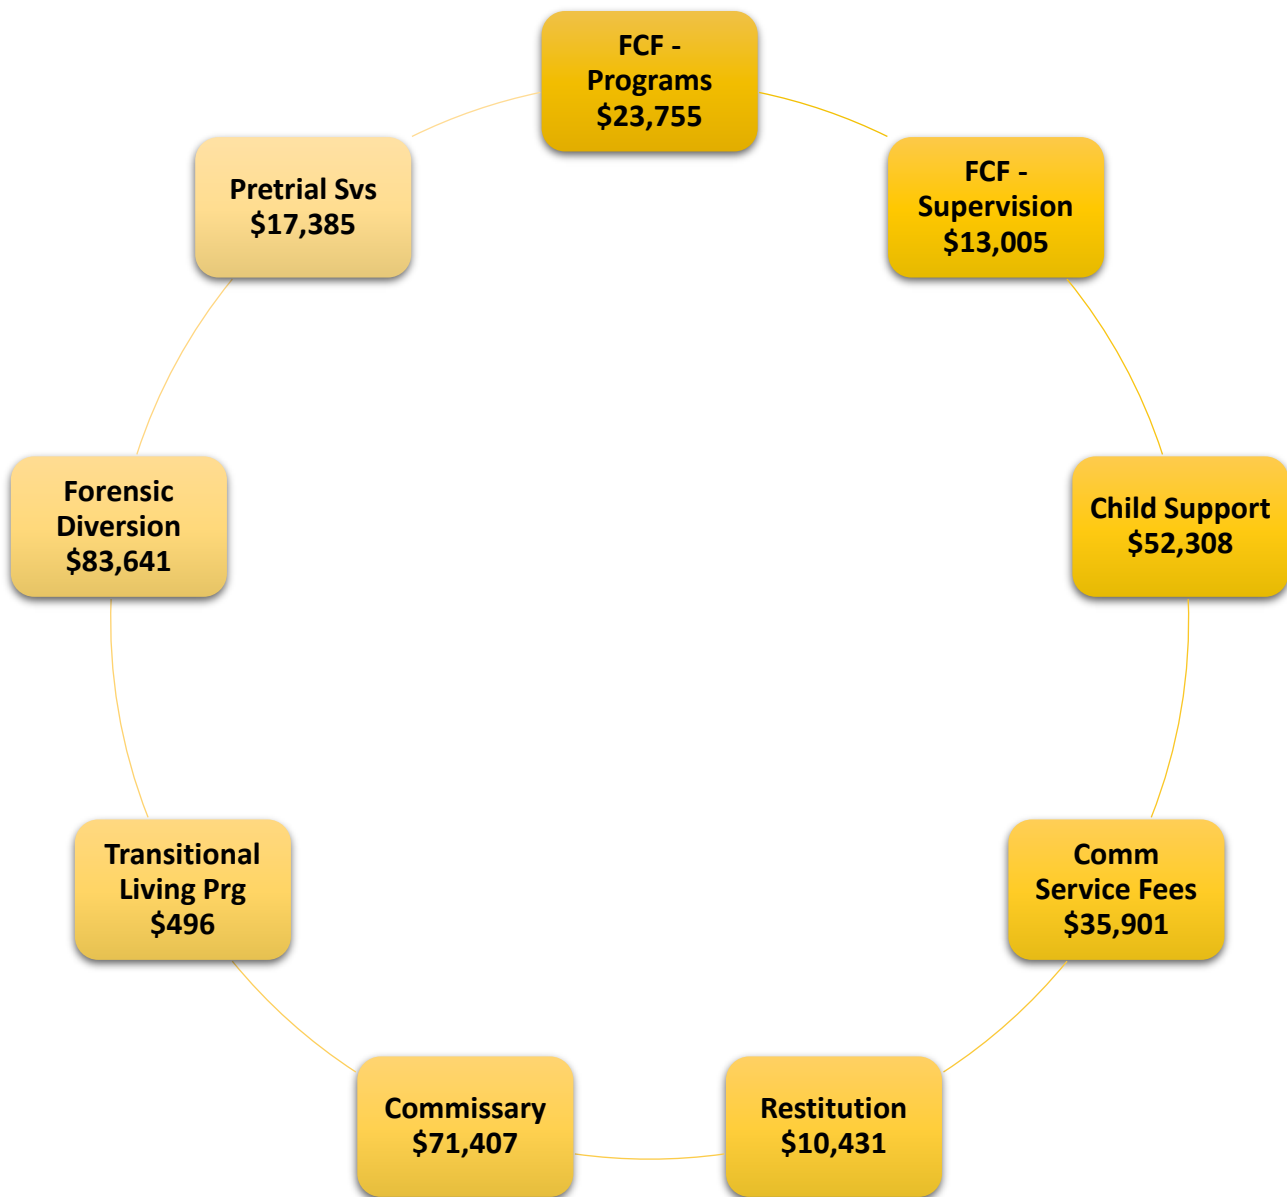 FCF -
Programs
$23,755
FCF -
Supervision
$13,005
Child Support
$52,308
Comm
Service Fees
$35,901
Restitution
$10,431
Commissary
$71,407
Transitional
Living Prg
$496
Forensic
Diversion
$83,641
Pretrial Svs
$17,385